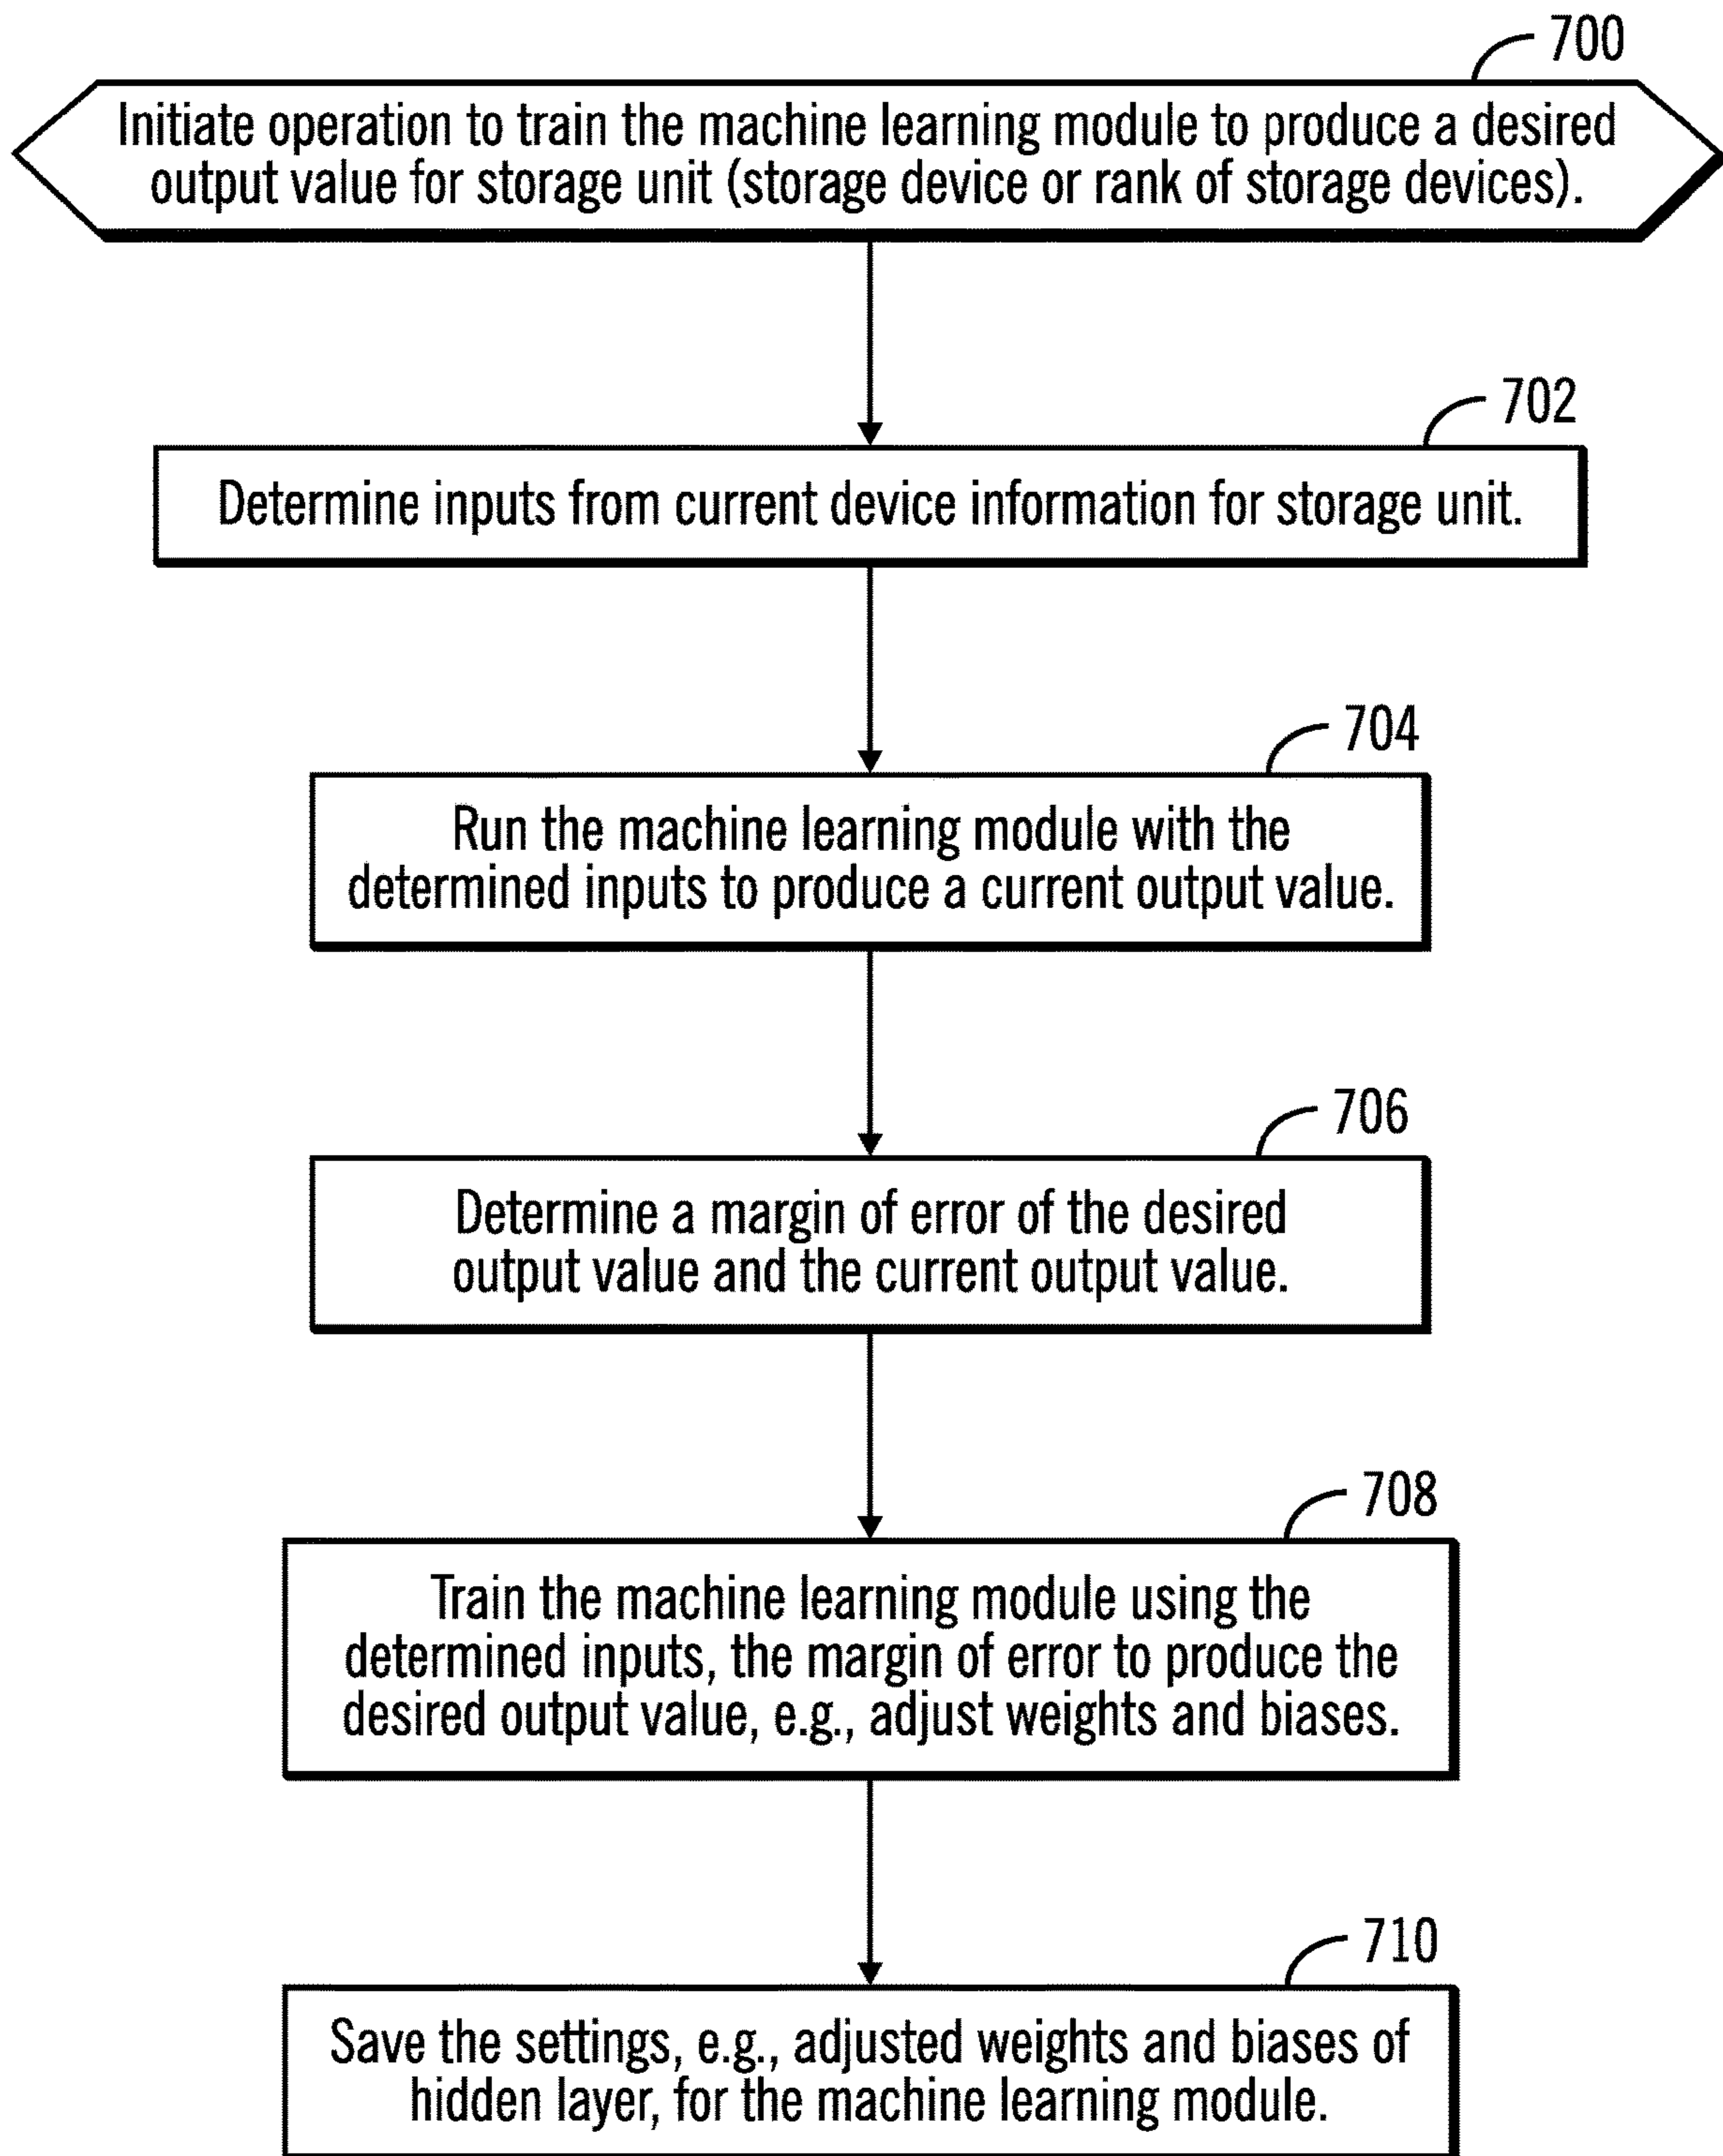 700
Initiate operation to train the machine learning module to produce a desired
output value for storage unit (storage device or rank of storage devices).
702
Determine inputs from current device information for storage unit.
704
Run the machine learning module with the
determined inputs to produce a current output value.
706
Determine a margin of error of the desired
output value and the current output value.
708
Train the machine learning module using the
determined inputs, the margin of error to produce the
desired output value, e.g., adjust weights and biases.
710
Save the settings, e.g., adjusted weights and biases of
hidden layer, for the machine learning module.